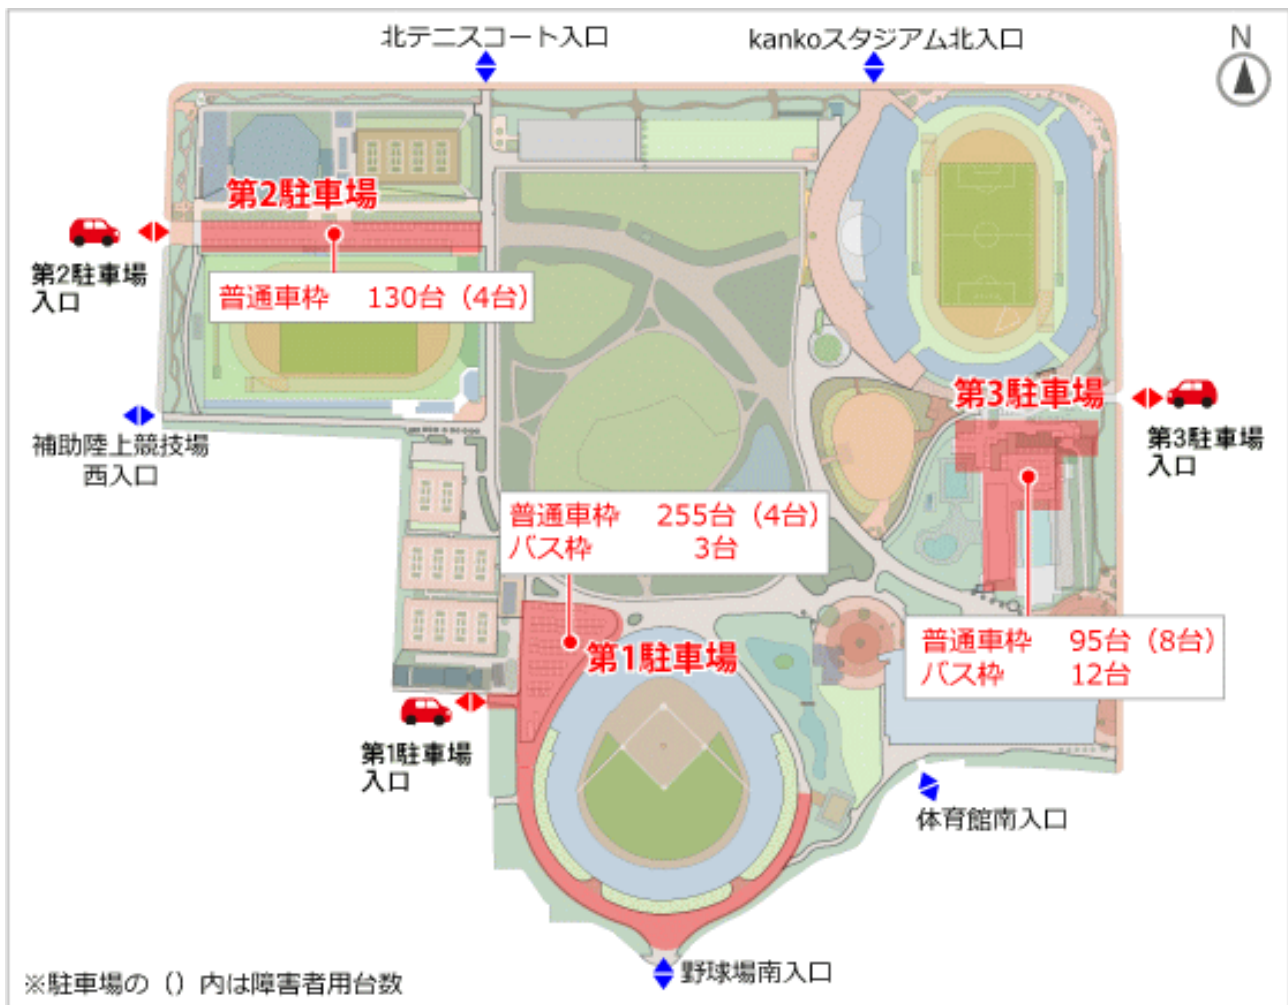 北テニスコート入口
kankoスタジアム北入口
N
第2駐車場
第2駐車場
入口
普通車枠 130台（4台）
第3駐車場
第3駐車場
入口
補助陸上競技場
西入口
普通車枠 255台（4台）
バス枠 3台
第1駐車場
普通車枠 95台（8台）
バス枠 12台
第1駐車場
入口
体育館南入口
野球場南入口
※駐車場の（）内は障害者用台数